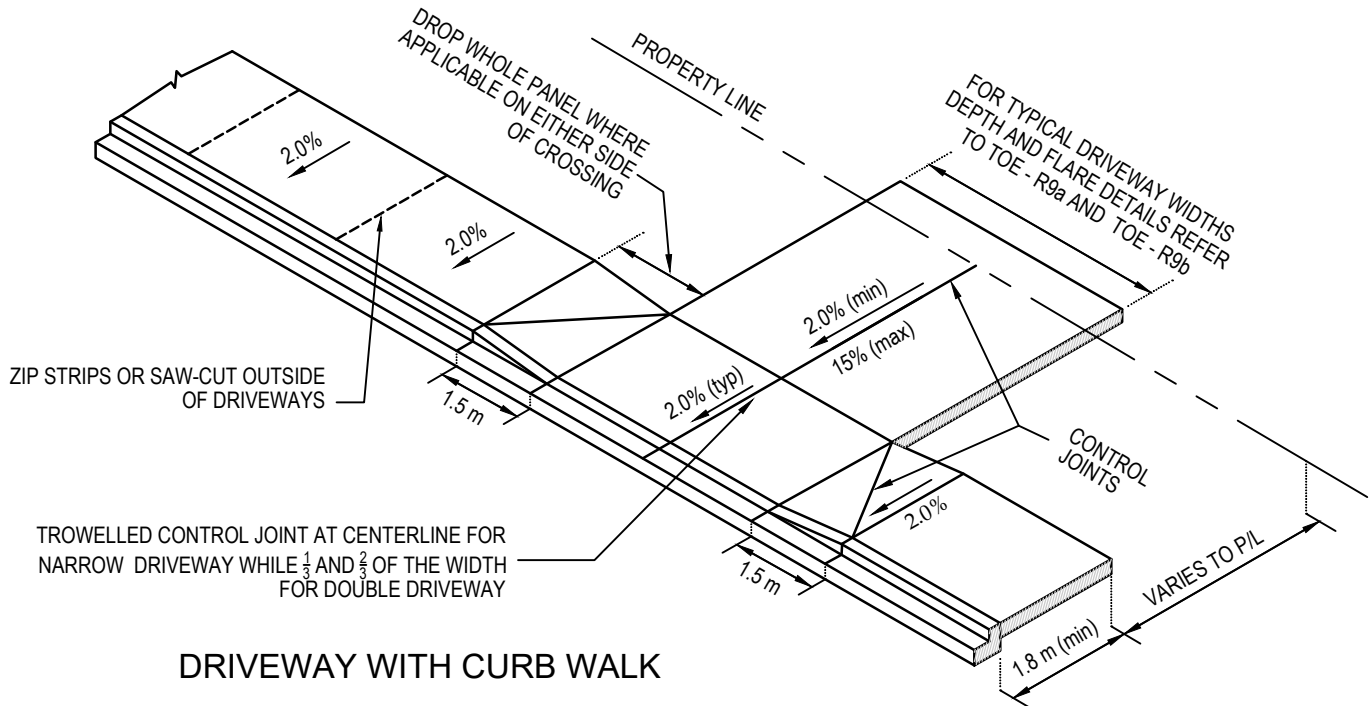 DROP WHOLE PANEL WHERE
APPLICABLE ON EITHER SIDE
OF CROSSING
PROPERTY LINE
FOR TYPICAL DRIVEWAY WIDTHS
DEPTH AND FLARE DETAILS REFER
TO TOE - R9a AND TOE - R9b
2.0%
2.0%
2.0% (min)
15% (max)
2.0% (typ)
ZIP STRIPS OR SAW-CUT OUTSIDE
OF DRIVEWAYS
1.5 m
CONTROL
JOINTS
2.0%
TROWELLED CONTROL JOINT AT CENTERLINE FOR
NARROW DRIVEWAY WHILE 1/3 AND 2/3 OF THE WIDTH
FOR DOUBLE DRIVEWAY
1.5 m
VARIES TO P/L
1.8 m (min)
DRIVEWAY WITH CURB WALK